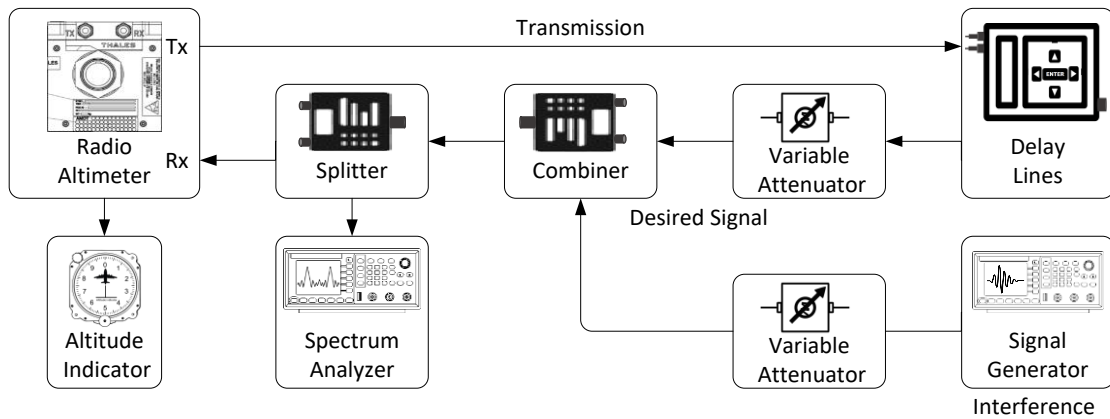 Transmission
TX
RX
THALES
Tx
Rx
Radio
Altimeter
Splitter
Combiner
Variable
Attenuator
ENTER
Delay
Lines
Desired Signal
Altitude
Indicator
Spectrum
Analyzer
Variable
Attenuator
Signal
Generator
Interference